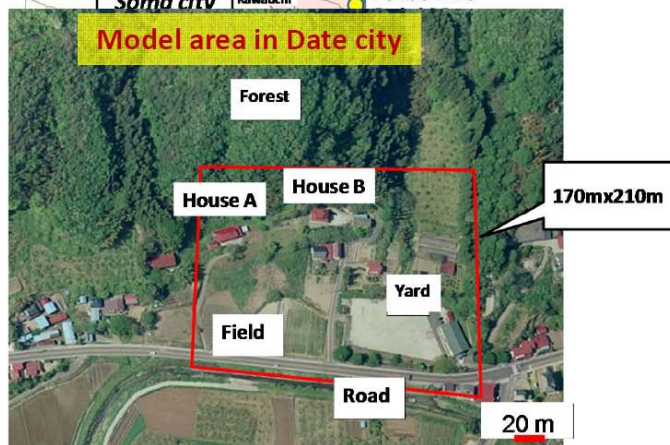 Soma city
Kawauchi
Model area in Date city
Forest
House A
House B
170mx210m
Yard
Field
Road
20 m